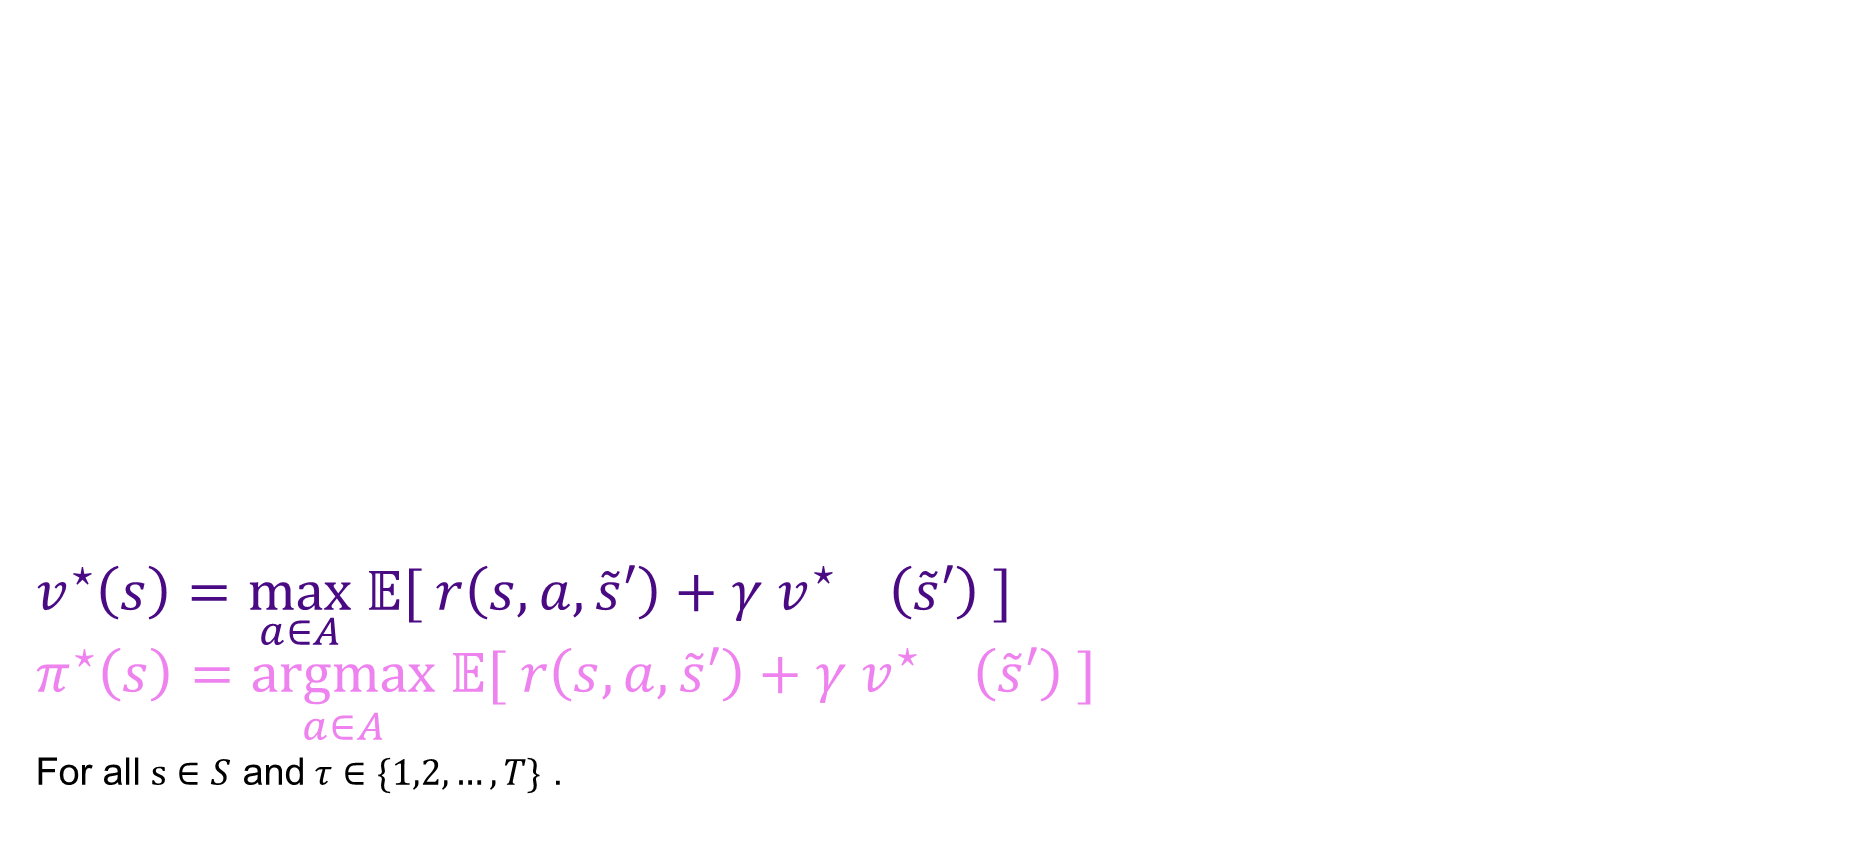 v⋆(s) = max a∈A 𝔼[ r(s, a, s̃′) + γ v⋆ (s̃′) ]
π⋆(s) = argmax a∈A 𝔼[ r(s, a, s̃′) + γ v⋆ (s̃′) ]
For all s ∈ S and τ ∈ {1,2, … , T} .